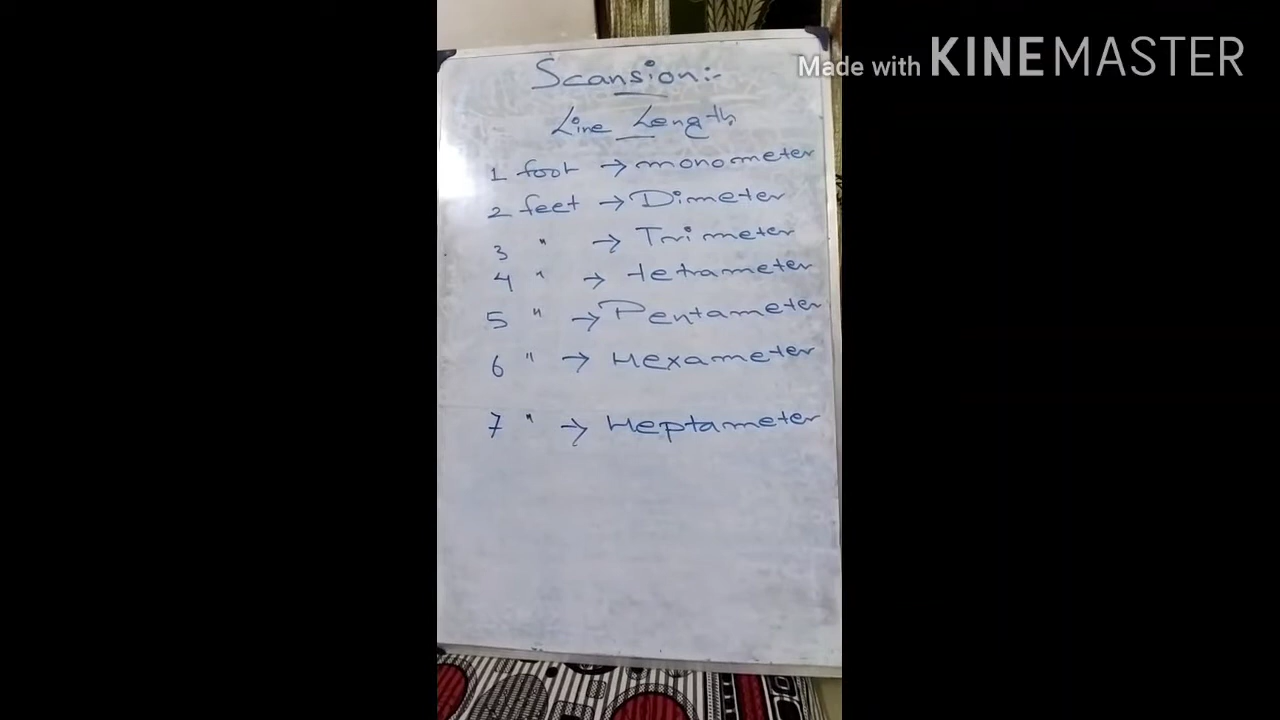 Made with KINEMASTER
Scansion:-
Line Length
1 foot → monometer
2 feet → Dimeter
3 " → Trimeter
4 " → tetrameter
5 " → Pentameter
6 " → Hexameter
7 " → Heptameter